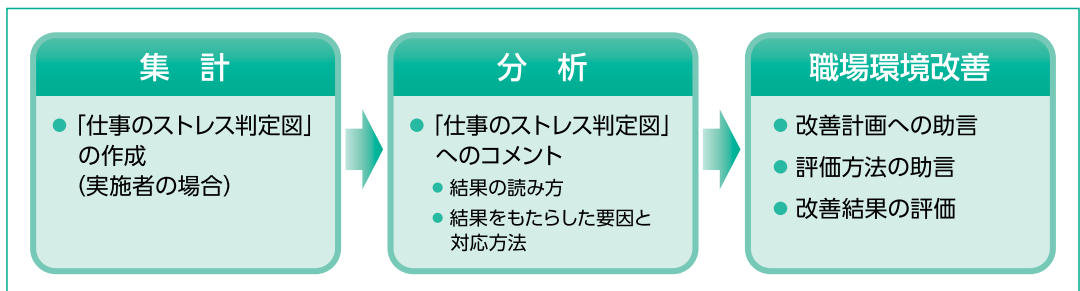 集　計
● 「仕事のストレス判定図」
の作成
（実施者の場合）
分　析
● 「仕事のストレス判定図」
へのコメント
● 結果の読み方
● 結果をもたらした要因と
対応方法
職場環境改善
● 改善計画への助言
● 評価方法の助言
● 改善結果の評価